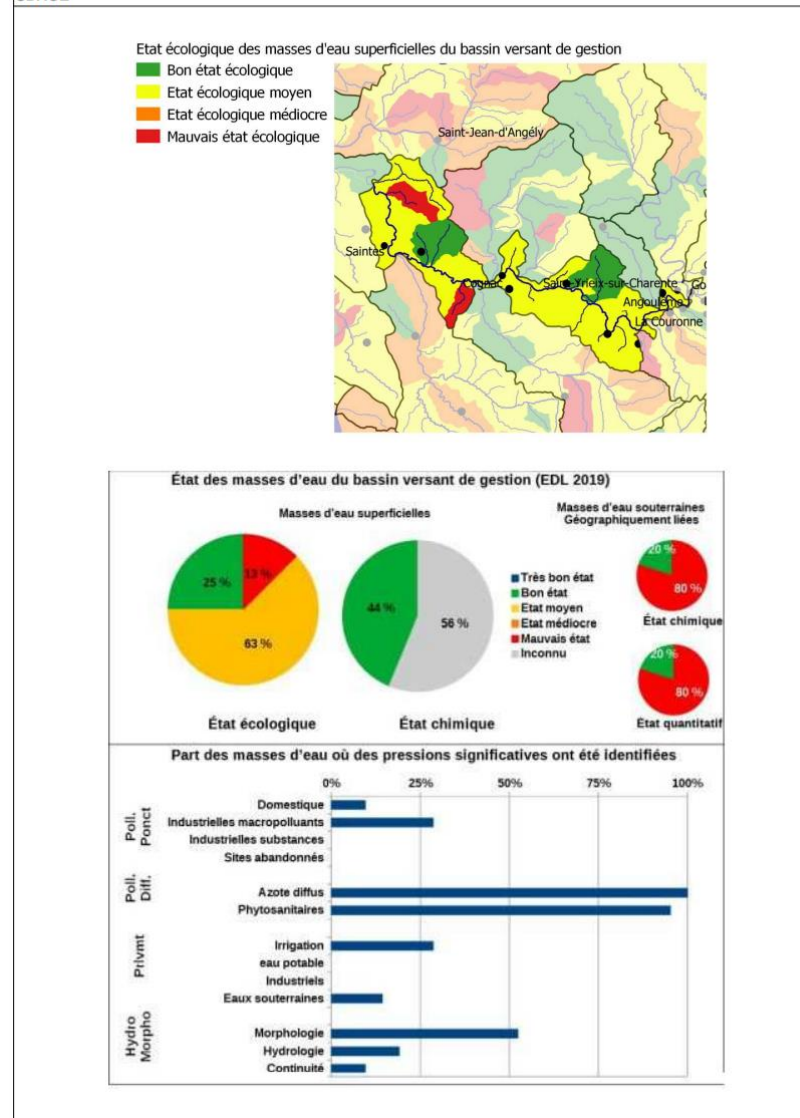 Etat écologique des masses d'eau superficielles du bassin versant de gestion
Bon état écologique
Etat écologique moyen
Etat écologique médiocre
Mauvais état écologique
Saint-Jean-d'Angély
Saintes
Cognac
Saint-Yrieix-sur-Charente
Go
Angoulême
La Couronne
État des masses d'eau du bassin versant de gestion (EDL 2019)
Masses d'eau superficielles
Masses d'eau souterraines
Géographiquement liées
25 %
13 %
63 %
44 %
56 %
Très bon état
Bon état
Etat moyen
Etat médiocre
Mauvais état
Inconnu
20 %
80 %
État chimique
20 %
80 %
État quantitatif
État écologique
État chimique
Part des masses d'eau où des pressions significatives ont été identifiées
0%
25%
50%
75%
100%
Poll.
Ponct
Domestique
Industrielles macropolluants
Industrielles substances
Sites abandonnés
Poll.
Diff.
Azote diffus
Phytosanitaires
Prlvmt
Irrigation
eau potable
Industriels
Eaux souterraines
Hydro
Morpho
Morphologie
Hydrologie
Continuité